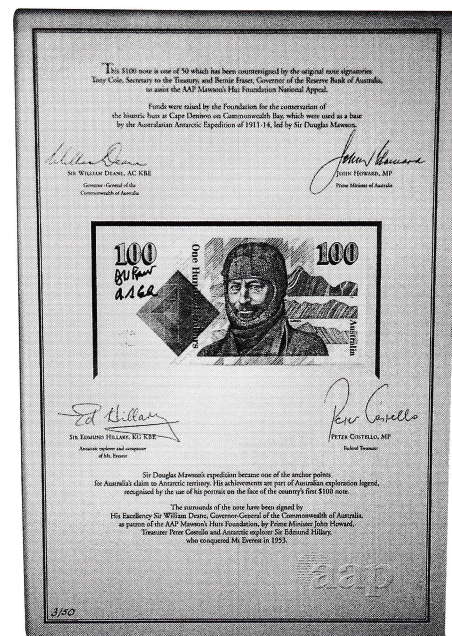 This $100 note is one of 50 which has been countersigned by the original note signatories
Tony Cole, Secretary to the Treasury, and Bernie Fraser, Governor of the Reserve Bank of Australia,
to assist the AAP Mawson's Hut Foundation National Appeal.
Funds were raised by the Foundation for the conservation of
the historic huts at Cape Denison on Commonwealth Bay, which were used as a base
by the Australasian Antarctic Expedition of 1911-14, led by Sir Douglas Mawson.
William Deane
SIR WILLIAM DEANE, AC KBE
Governor-General of the
Commonwealth of Australia
John Howard
JOHN HOWARD, MP
Prime Minister of Australia
100
100
One Hundred Dollars
Australia
Ed Hillary
SIR EDMUND HILLARY, KG KBE
Antarctic explorer and conqueror
of Mt. Everest
Peter Costello
PETER COSTELLO, MP
Federal Treasurer
Sir Douglas Mawson's expedition became one of the anchor points
for Australia's claim to Antarctic territory. His achievements are part of Australian exploration legend,
recognised by the use of his portrait on the face of the country's first $100 note.
The surrounds of the note have been signed by
His Excellency Sir William Deane, Governor-General of the Commonwealth of Australia,
as patron of the AAP Mawson's Huts Foundation, by Prime Minister John Howard,
Treasurer Peter Costello and Antarctic explorer Sir Edmund Hillary,
who conquered Mt Everest in 1953.
aap
3/50